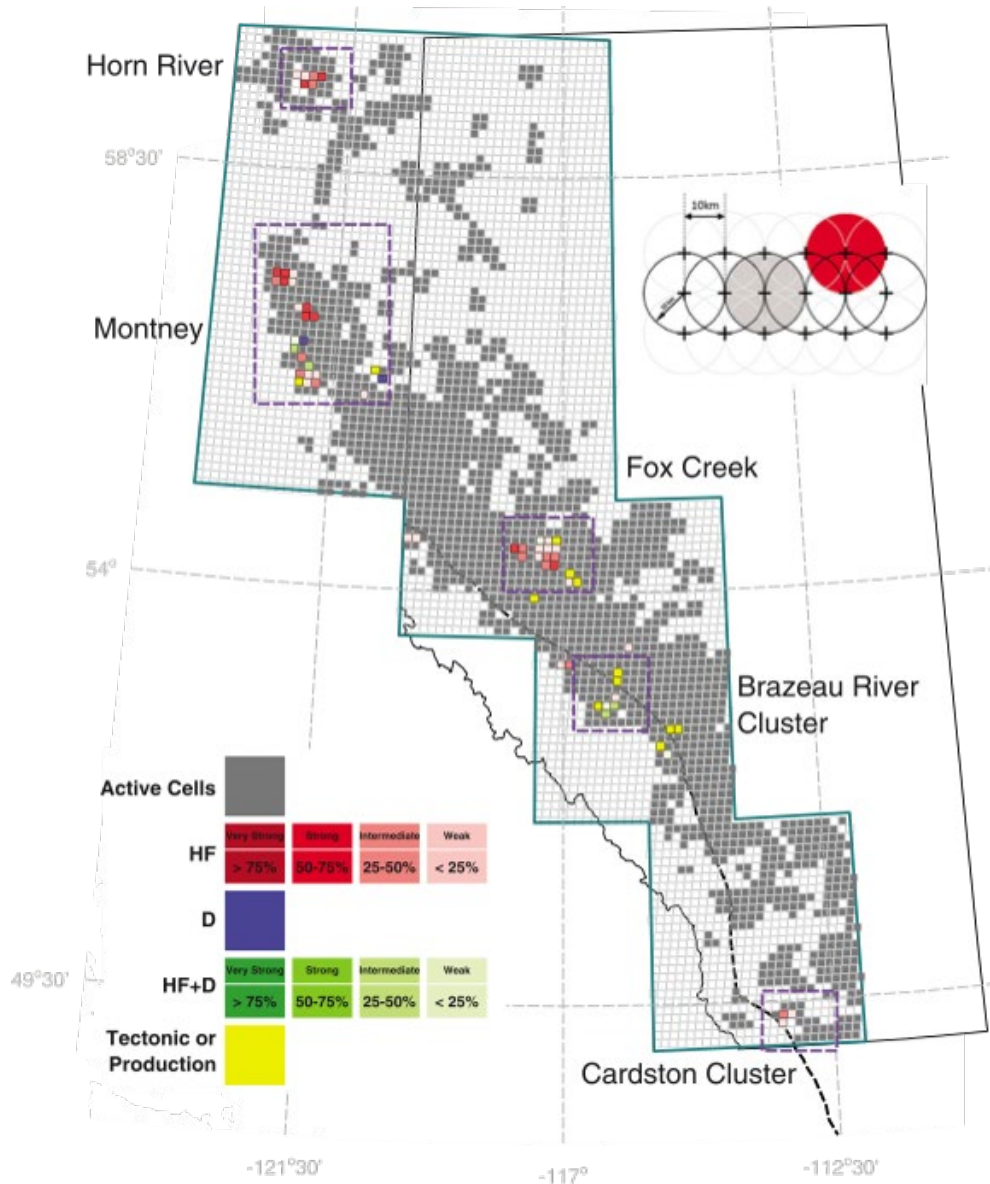 Horn River
58°30'
10km
Montney
Fox Creek
54°
Brazeau River
Cluster
Active Cells
Very Strong Strong Intermediate Weak
HF
> 75% 50-75% 25-50% < 25%
D
Very Strong Strong Intermediate Weak
HF+D
> 75% 50-75% 25-50% < 25%
49°30'
Tectonic or
Production
Cardston Cluster
-121°30'
-117°
-112°30'